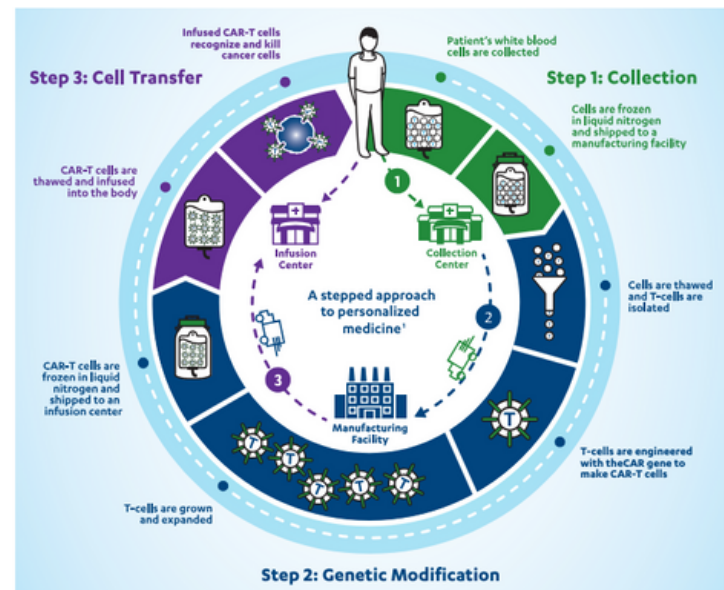 Infused CAR-T cells
recognize and kill
cancer cells
Patient's white blood
cells are collected
Step 3: Cell Transfer
Step 1: Collection
Cells are frozen
in liquid nitrogen
and shipped to a
manufacturing facility
CAR-T cells are
thawed and infused
into the body
1
Infusion
Center
Collection
Center
Cells are thawed
and T-cells are
isolated
A stepped approach
to personalized
medicine¹
2
CAR-T cells are
frozen in liquid
nitrogen and
shipped to an
infusion center
3
Manufacturing
Facility
T
T
T
T
T
T
T-cells are engineered
with theCAR gene to
make CAR-T cells
T-cells are grown
and expanded
Step 2: Genetic Modification